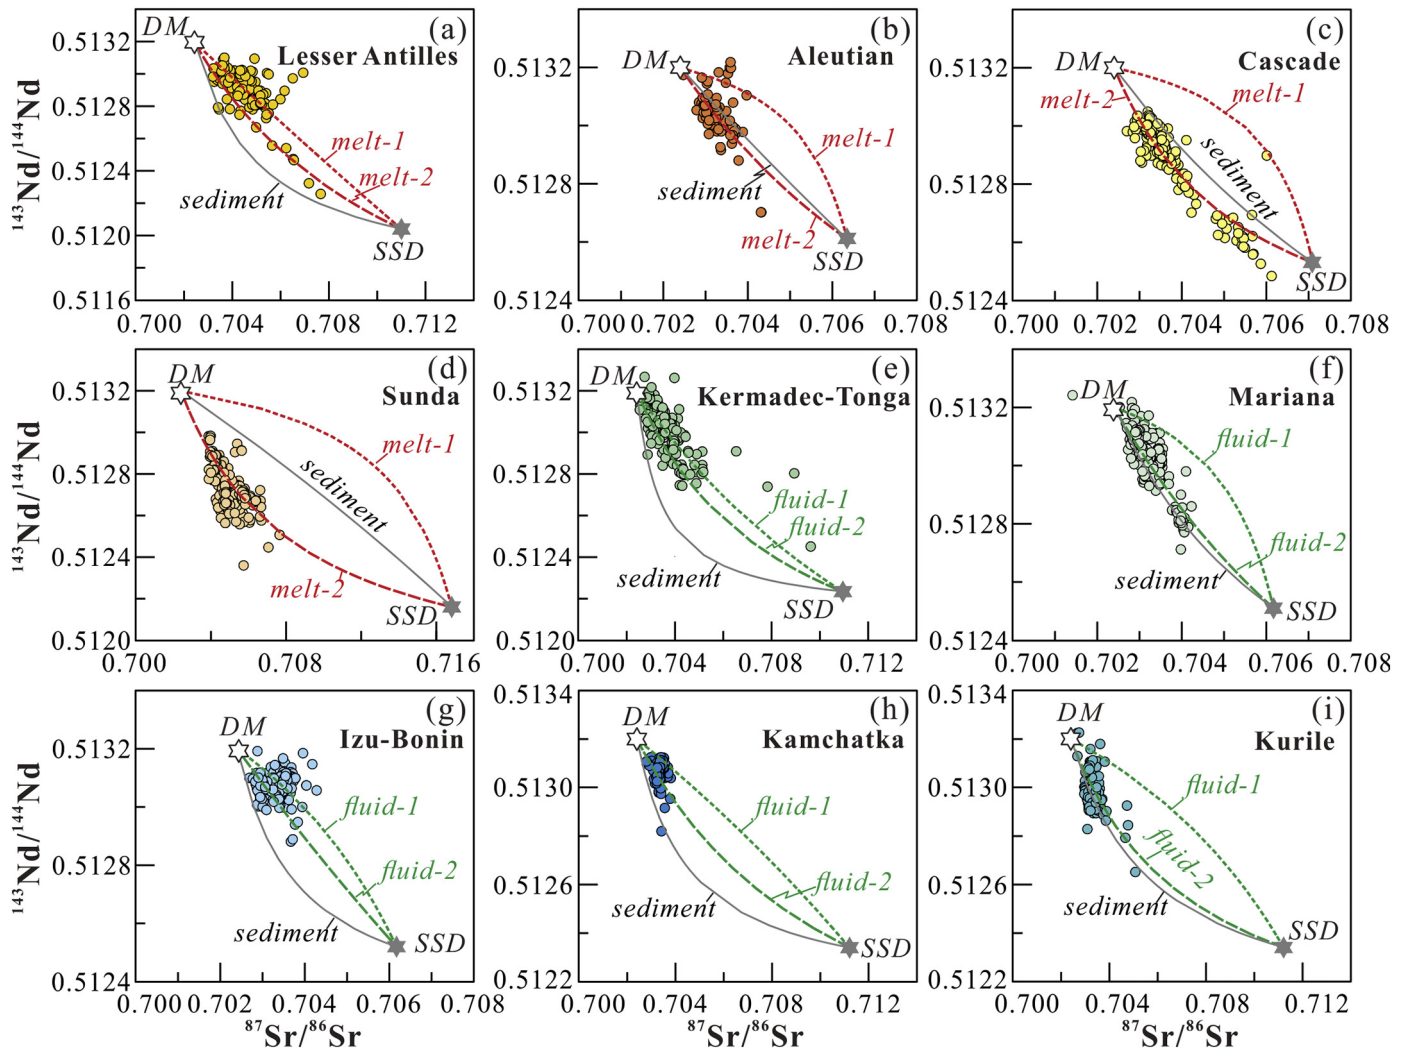 (a)
DM
Lesser Antilles
0.5132
0.5128
0.5124
0.5120
0.5116
melt-1
melt-2
sediment
SSD
0.700 0.704 0.708 0.712
143Nd/144Nd
(b)
DM
Aleutian
0.5132
0.5128
0.5124
melt-1
sediment
melt-2
SSD
0.700 0.702 0.704 0.706 0.708
(c)
DM
Cascade
0.5132
0.5128
0.5124
melt-2
melt-1
sediment
SSD
0.700 0.702 0.704 0.706 0.708
(d)
DM
Sunda
0.5132
0.5128
0.5124
0.5120
melt-1
sediment
melt-2
SSD
0.700 0.708 0.716
143Nd/144Nd
(e)
DM
Kermadec-Tonga
0.5132
0.5128
0.5124
0.5120
fluid-1
fluid-2
sediment
SSD
0.700 0.704 0.708 0.712
(f)
DM
Mariana
0.5132
0.5128
0.5124
fluid-1
fluid-2
sediment
SSD
0.700 0.702 0.704 0.706 0.708
(g)
DM
Izu-Bonin
0.5132
0.5128
0.5124
fluid-1
fluid-2
sediment
SSD
0.700 0.702 0.704 0.706 0.708
143Nd/144Nd
87Sr/86Sr
(h)
DM
Kamchatka
0.5134
0.5130
0.5126
0.5122
fluid-1
fluid-2
sediment
SSD
0.700 0.704 0.708 0.712
87Sr/86Sr
(i)
DM
Kurile
0.5134
0.5130
0.5126
0.5122
fluid-1
fluid-2
sediment
SSD
0.700 0.704 0.708 0.712
87Sr/86Sr